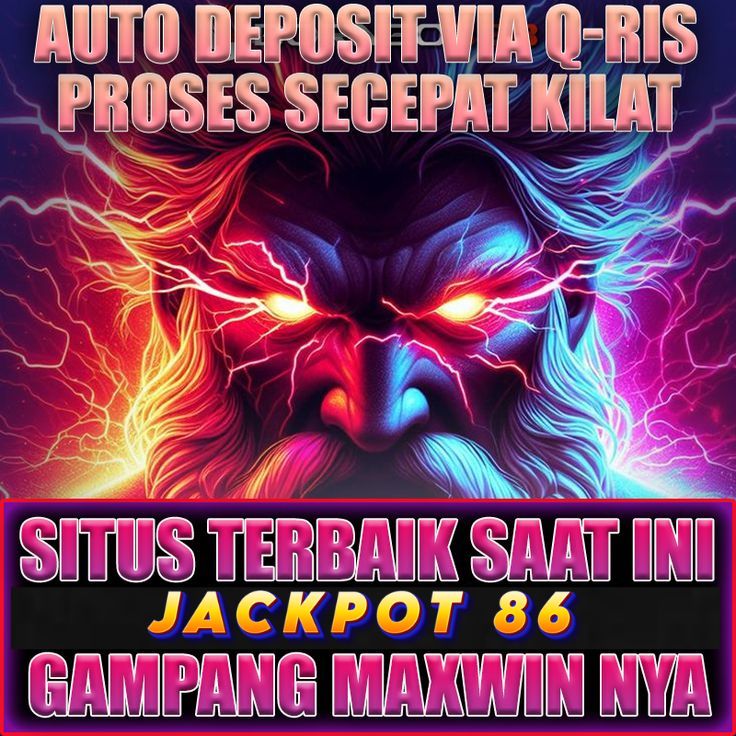 AUTO DEPOSIT VIA Q-RIS
PROSES SECEPAT KILAT
SITUS TERBAIK SAAT INI
JACKPOT 86
GAMPANG MAXWIN NYA